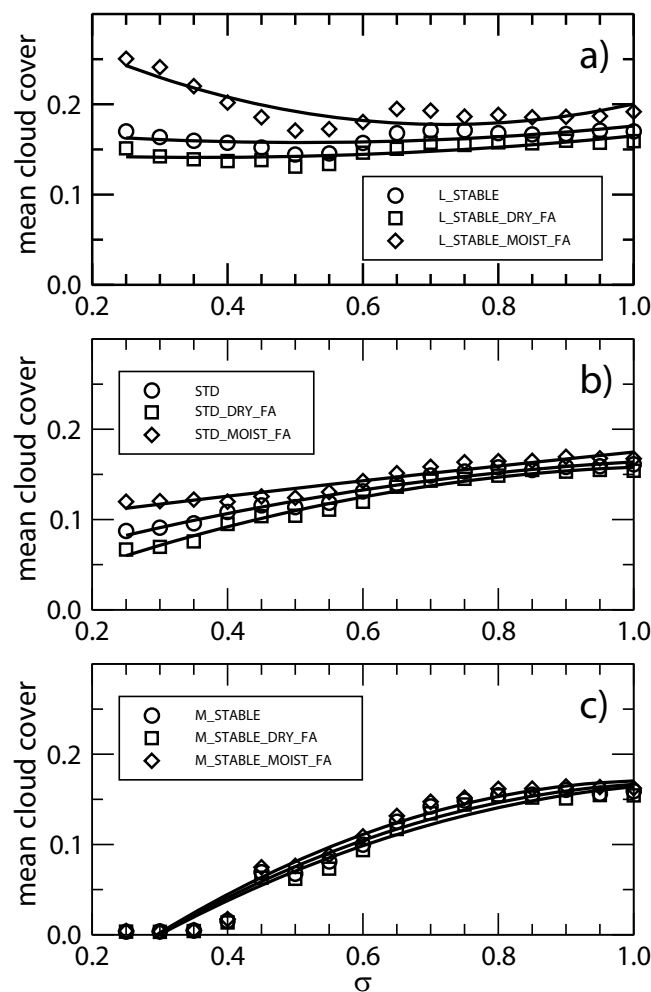 a)
mean cloud cover
0.2
0.1
0.0
L_STABLE
L_STABLE_DRY_FA
L_STABLE_MOIST_FA
0.2 0.4 0.6 0.8 1.0
b)
mean cloud cover
STD
STD_DRY_FA
STD_MOIST_FA
0.2
0.1
0.0
0.2 0.4 0.6 0.8 1.0
c)
mean cloud cover
M_STABLE
M_STABLE_DRY_FA
M_STABLE_MOIST_FA
0.2
0.1
0.0
0.2 0.4 0.6 0.8 1.0
σ